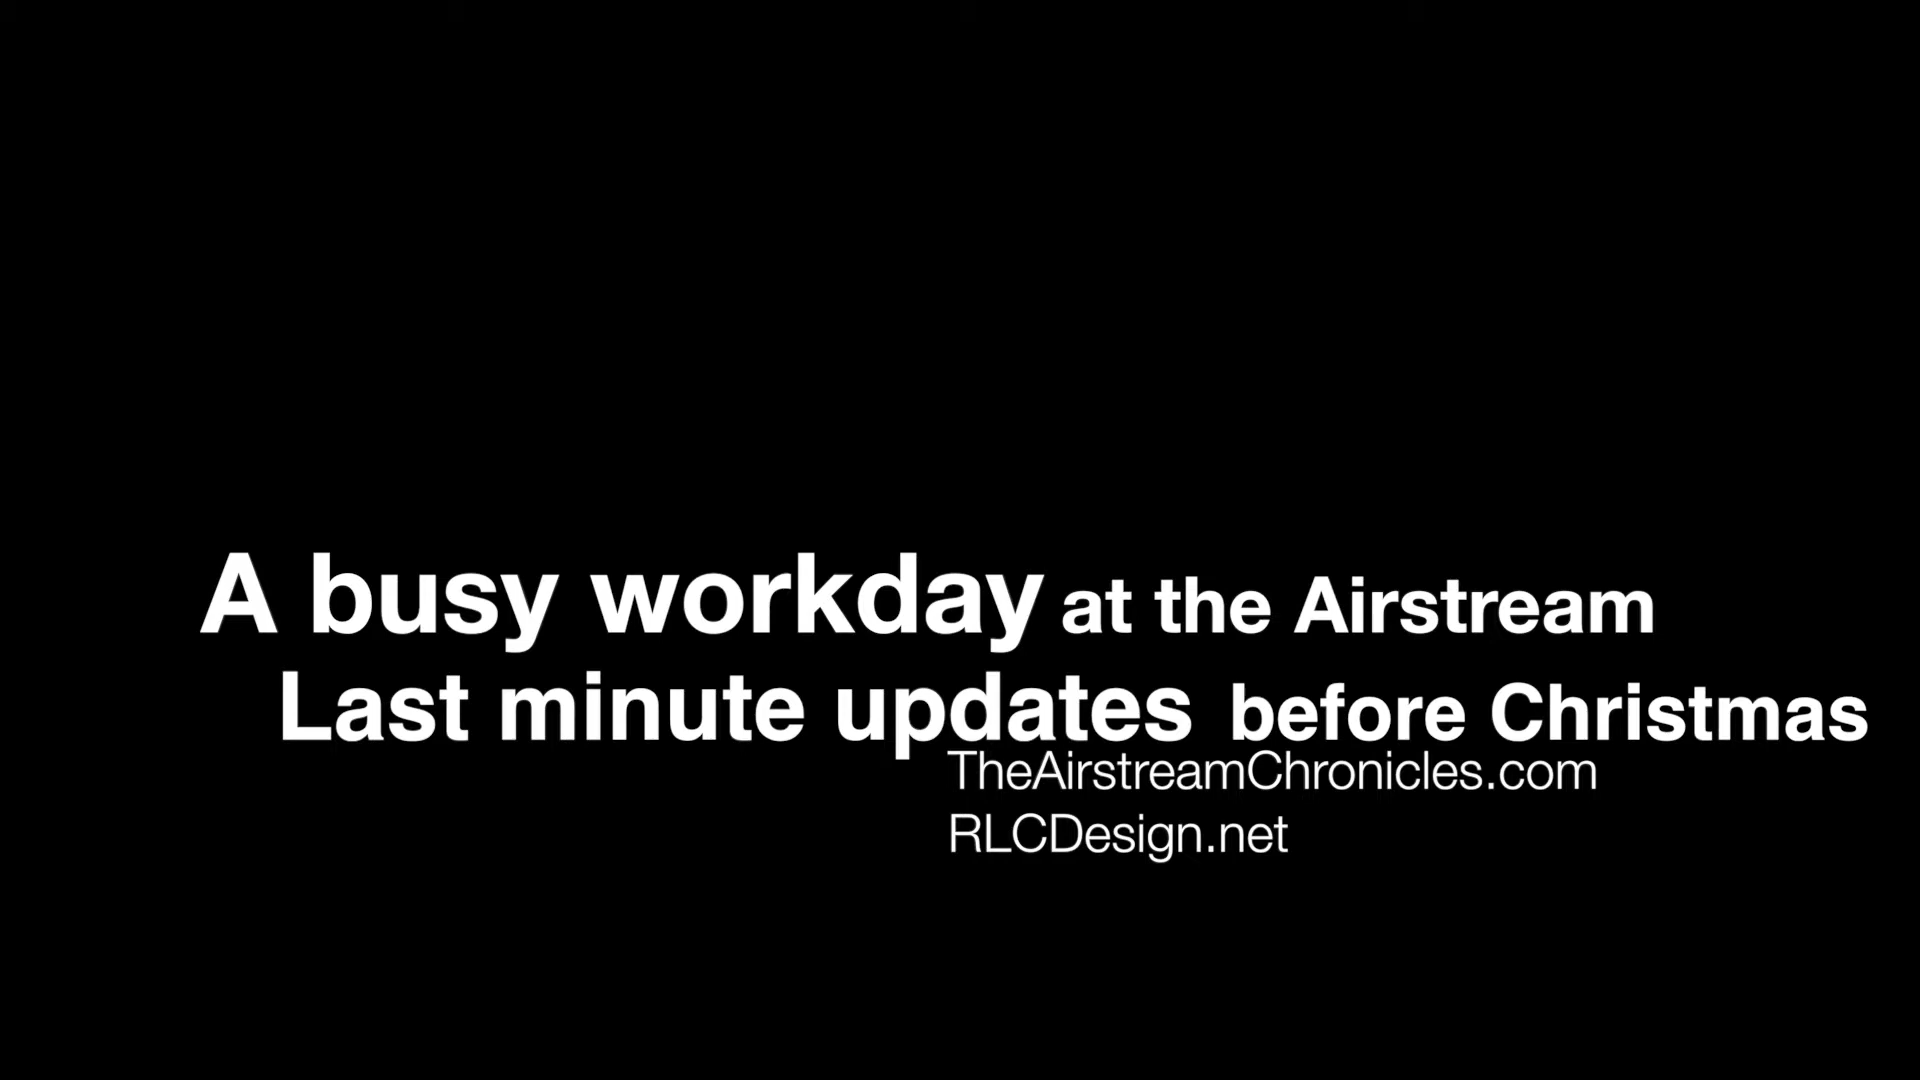 A busy workday at the Airstream
Last minute updates before Christmas
TheAirstreamChronicles.com
RLCDesign.net